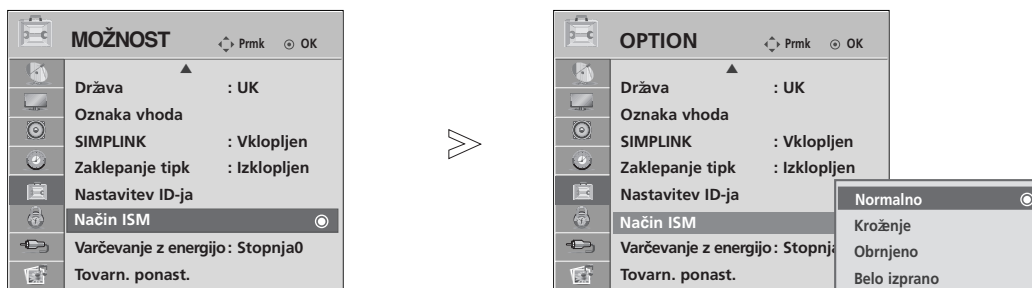 MOŽNOST Prmk OK
Država : UK
Oznaka vhoda
SIMPLINK : Vklopljen
Zaklepanje tipk : Izklopljen
Nastavitev ID-ja
Način ISM
Varčevanje z energijo : Stopnja0
Tovarn. ponast.
OPTION Prmk OK
Država : UK
Oznaka vhoda
SIMPLINK : Vklopljen
Zaklepanje tipk : Izklopljen
Nastavitev ID-ja
Način ISM
Varčevanje z energijo : Stopnja
Tovarn. ponast.
Normalno
Kroženje
Obrnjeno
Belo izprano